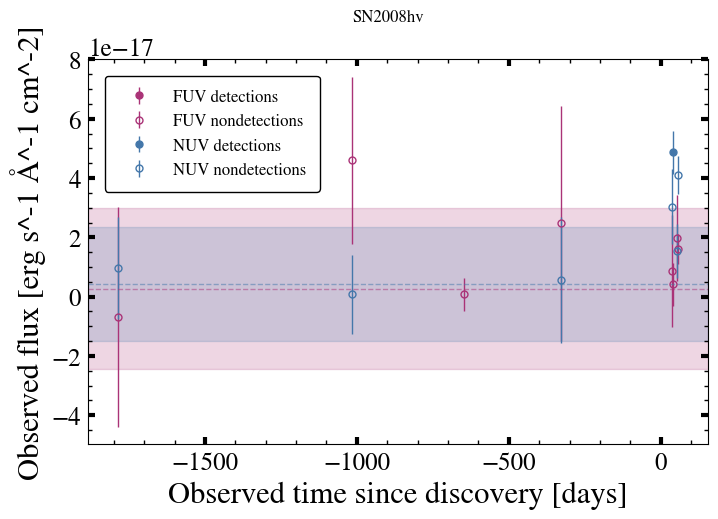 SN2008hv
1e−17
8
6
4
2
0
−2
−4
FUV detections
FUV nondetections
NUV detections
NUV nondetections
Observed flux [erg s^-1 Å^-1 cm^-2]
−1500
−1000
−500
0
Observed time since discovery [days]